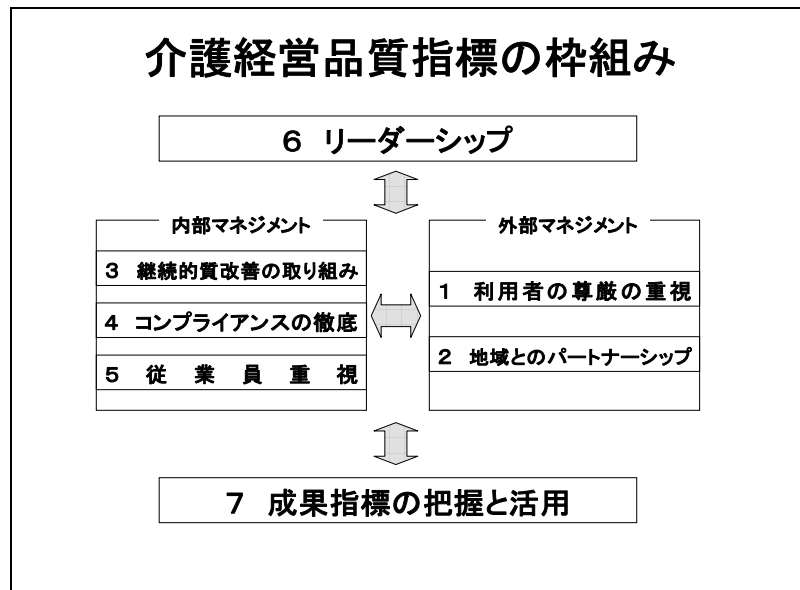 介護経営品質指標の枠組み
6 リーダーシップ
内部マネジメント
3 継続的質改善の取り組み
4 コンプライアンスの徹底
5 従業員重視
外部マネジメント
1 利用者の尊厳の重視
2 地域とのパートナーシップ
7 成果指標の把握と活用